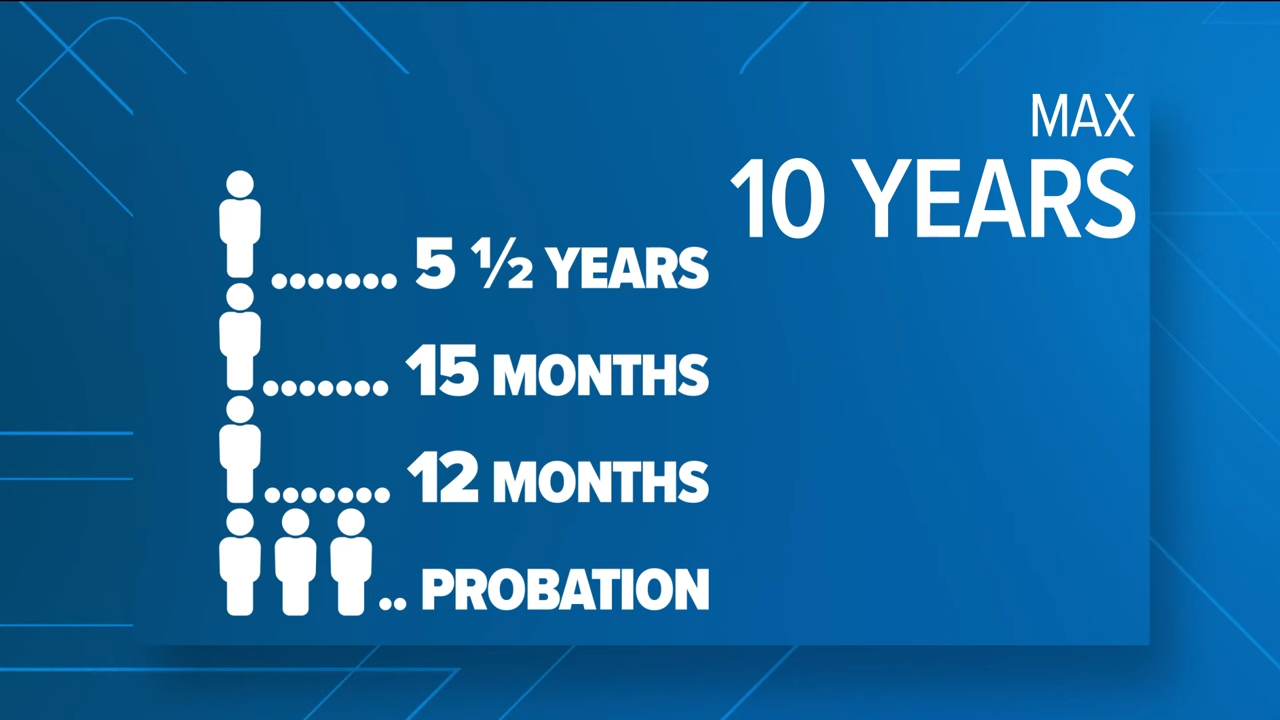 MAX
10 YEARS
....... 5 ½ YEARS
....... 15 MONTHS
....... 12 MONTHS
.. PROBATION